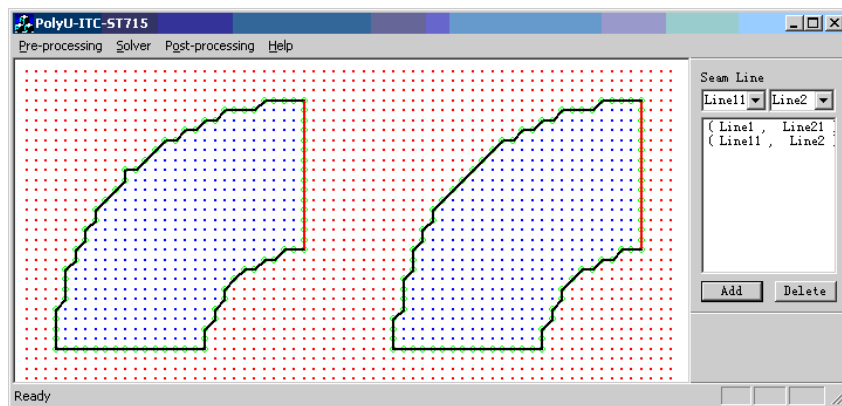 PolyU-ITC-ST715
Pre-processing Solver Post-processing Help
Seam Line
Line11 Line2
( Line1 , Line21
( Line11 , Line2
Add Delete
Ready